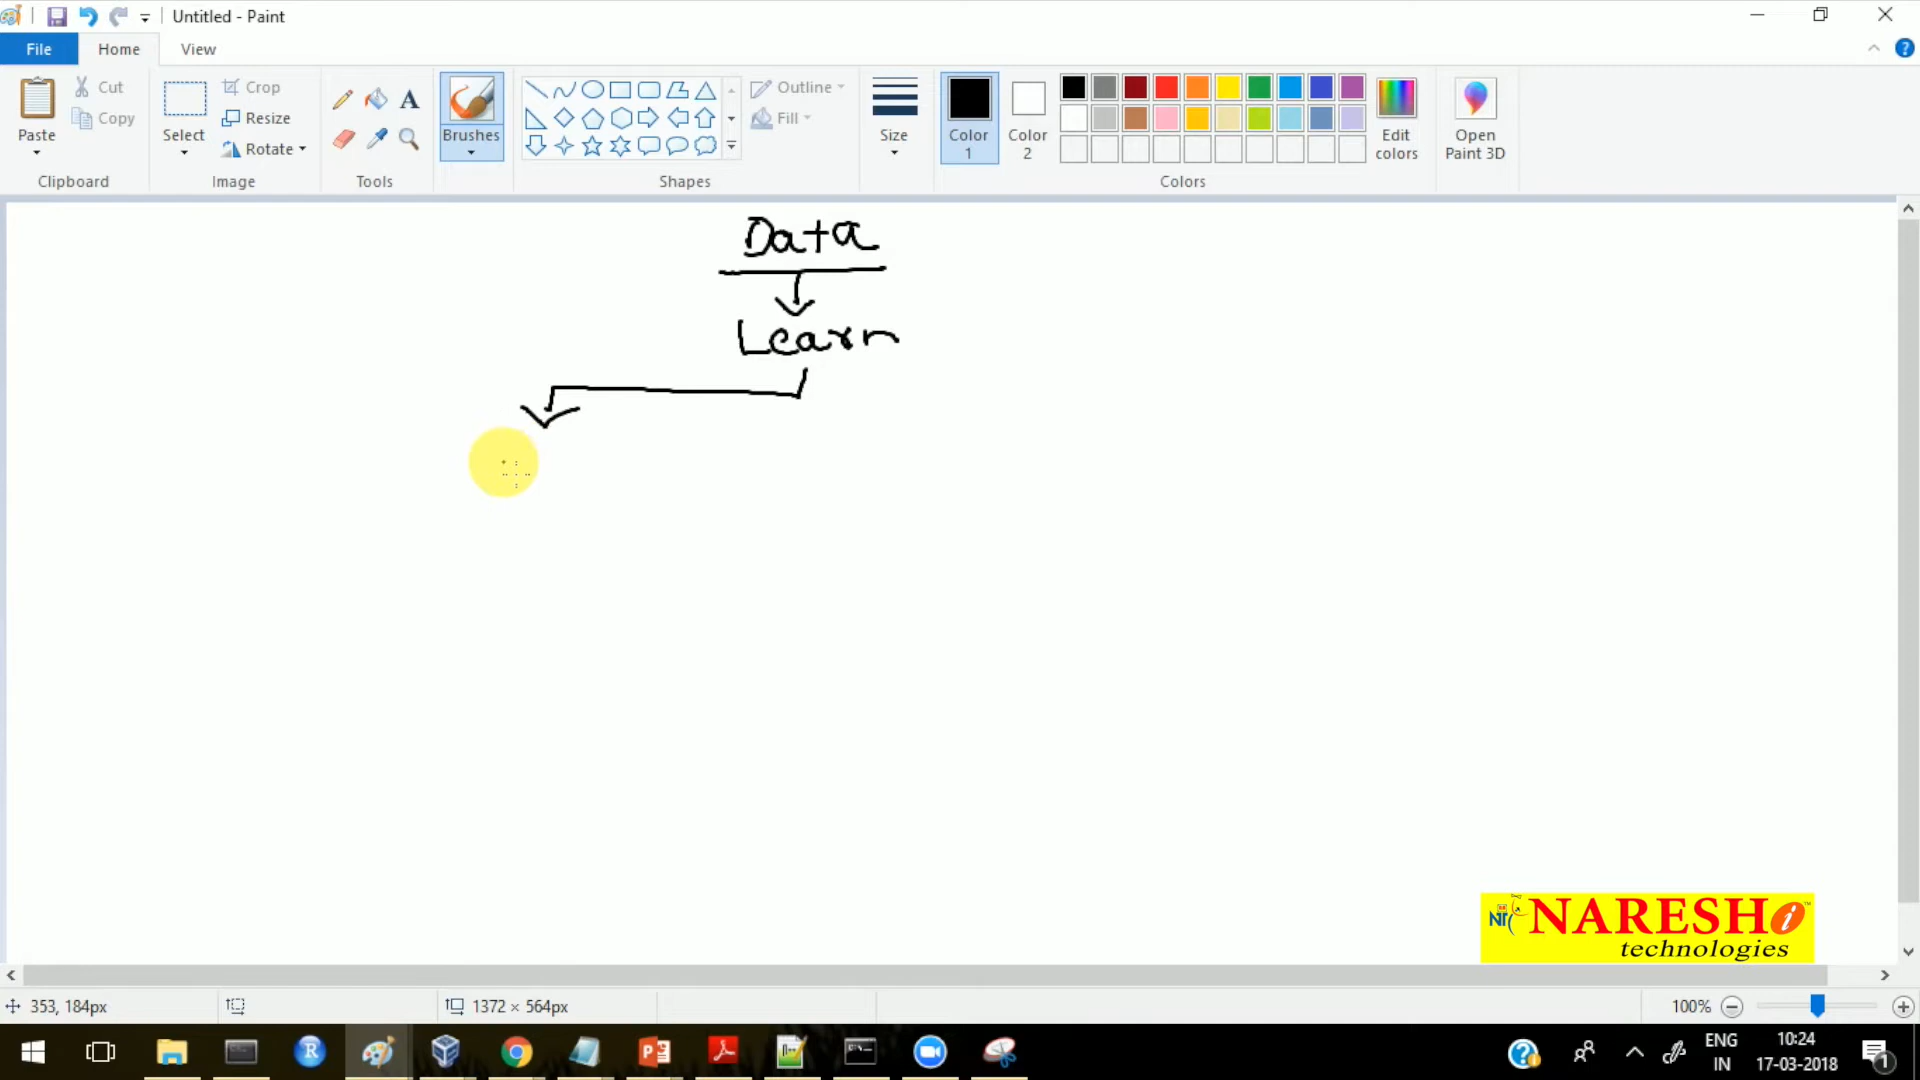 Untitled - Paint
File Home View
Paste
Cut
Copy
Clipboard
Select
Crop
Resize
Rotate
Image
A
Tools
Brushes
Shapes
Outline
Fill
Size
Color 1
Color 2
Colors
Edit colors
Open Paint 3D
Data
Learn
NT
NARESH i
technologies
353, 184px
1372 × 564px
100%
ENG
IN
10:24
17-03-2018
1